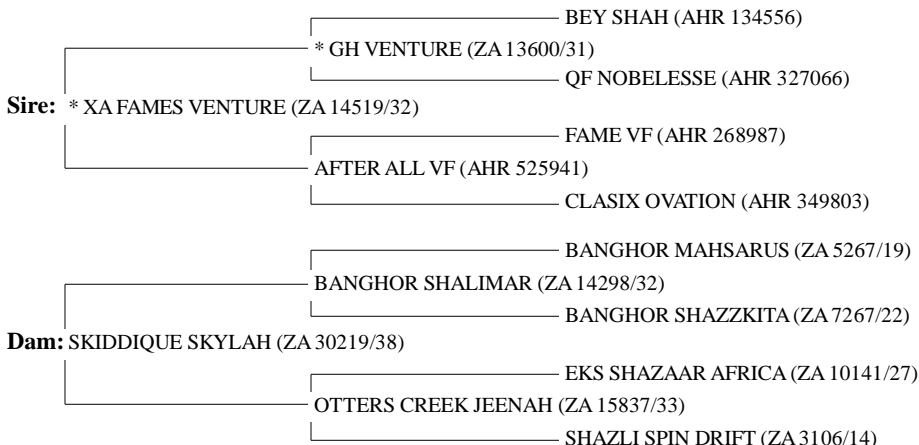 BEY SHAH (AHR 134556)
* GH VENTURE (ZA 13600/31)
QF NOBELESSE (AHR 327066)
Sire: * XA FAMES VENTURE (ZA 14519/32)
FAME VF (AHR 268987)
AFTER ALL VF (AHR 525941)
CLASIX OVATION (AHR 349803)
BANGHOR MAHSARUS (ZA 5267/19)
BANGHOR SHALIMAR (ZA 14298/32)
BANGHOR SHAZZKITA (ZA 7267/22)
Dam: SKIDDIQUE SKYLAH (ZA 30219/38)
EKS SHAZAAR AFRICA (ZA 10141/27)
OTTERS CREEK JEENAH (ZA 15837/33)
SHAZLI SPIN DRIFT (ZA 3106/14)